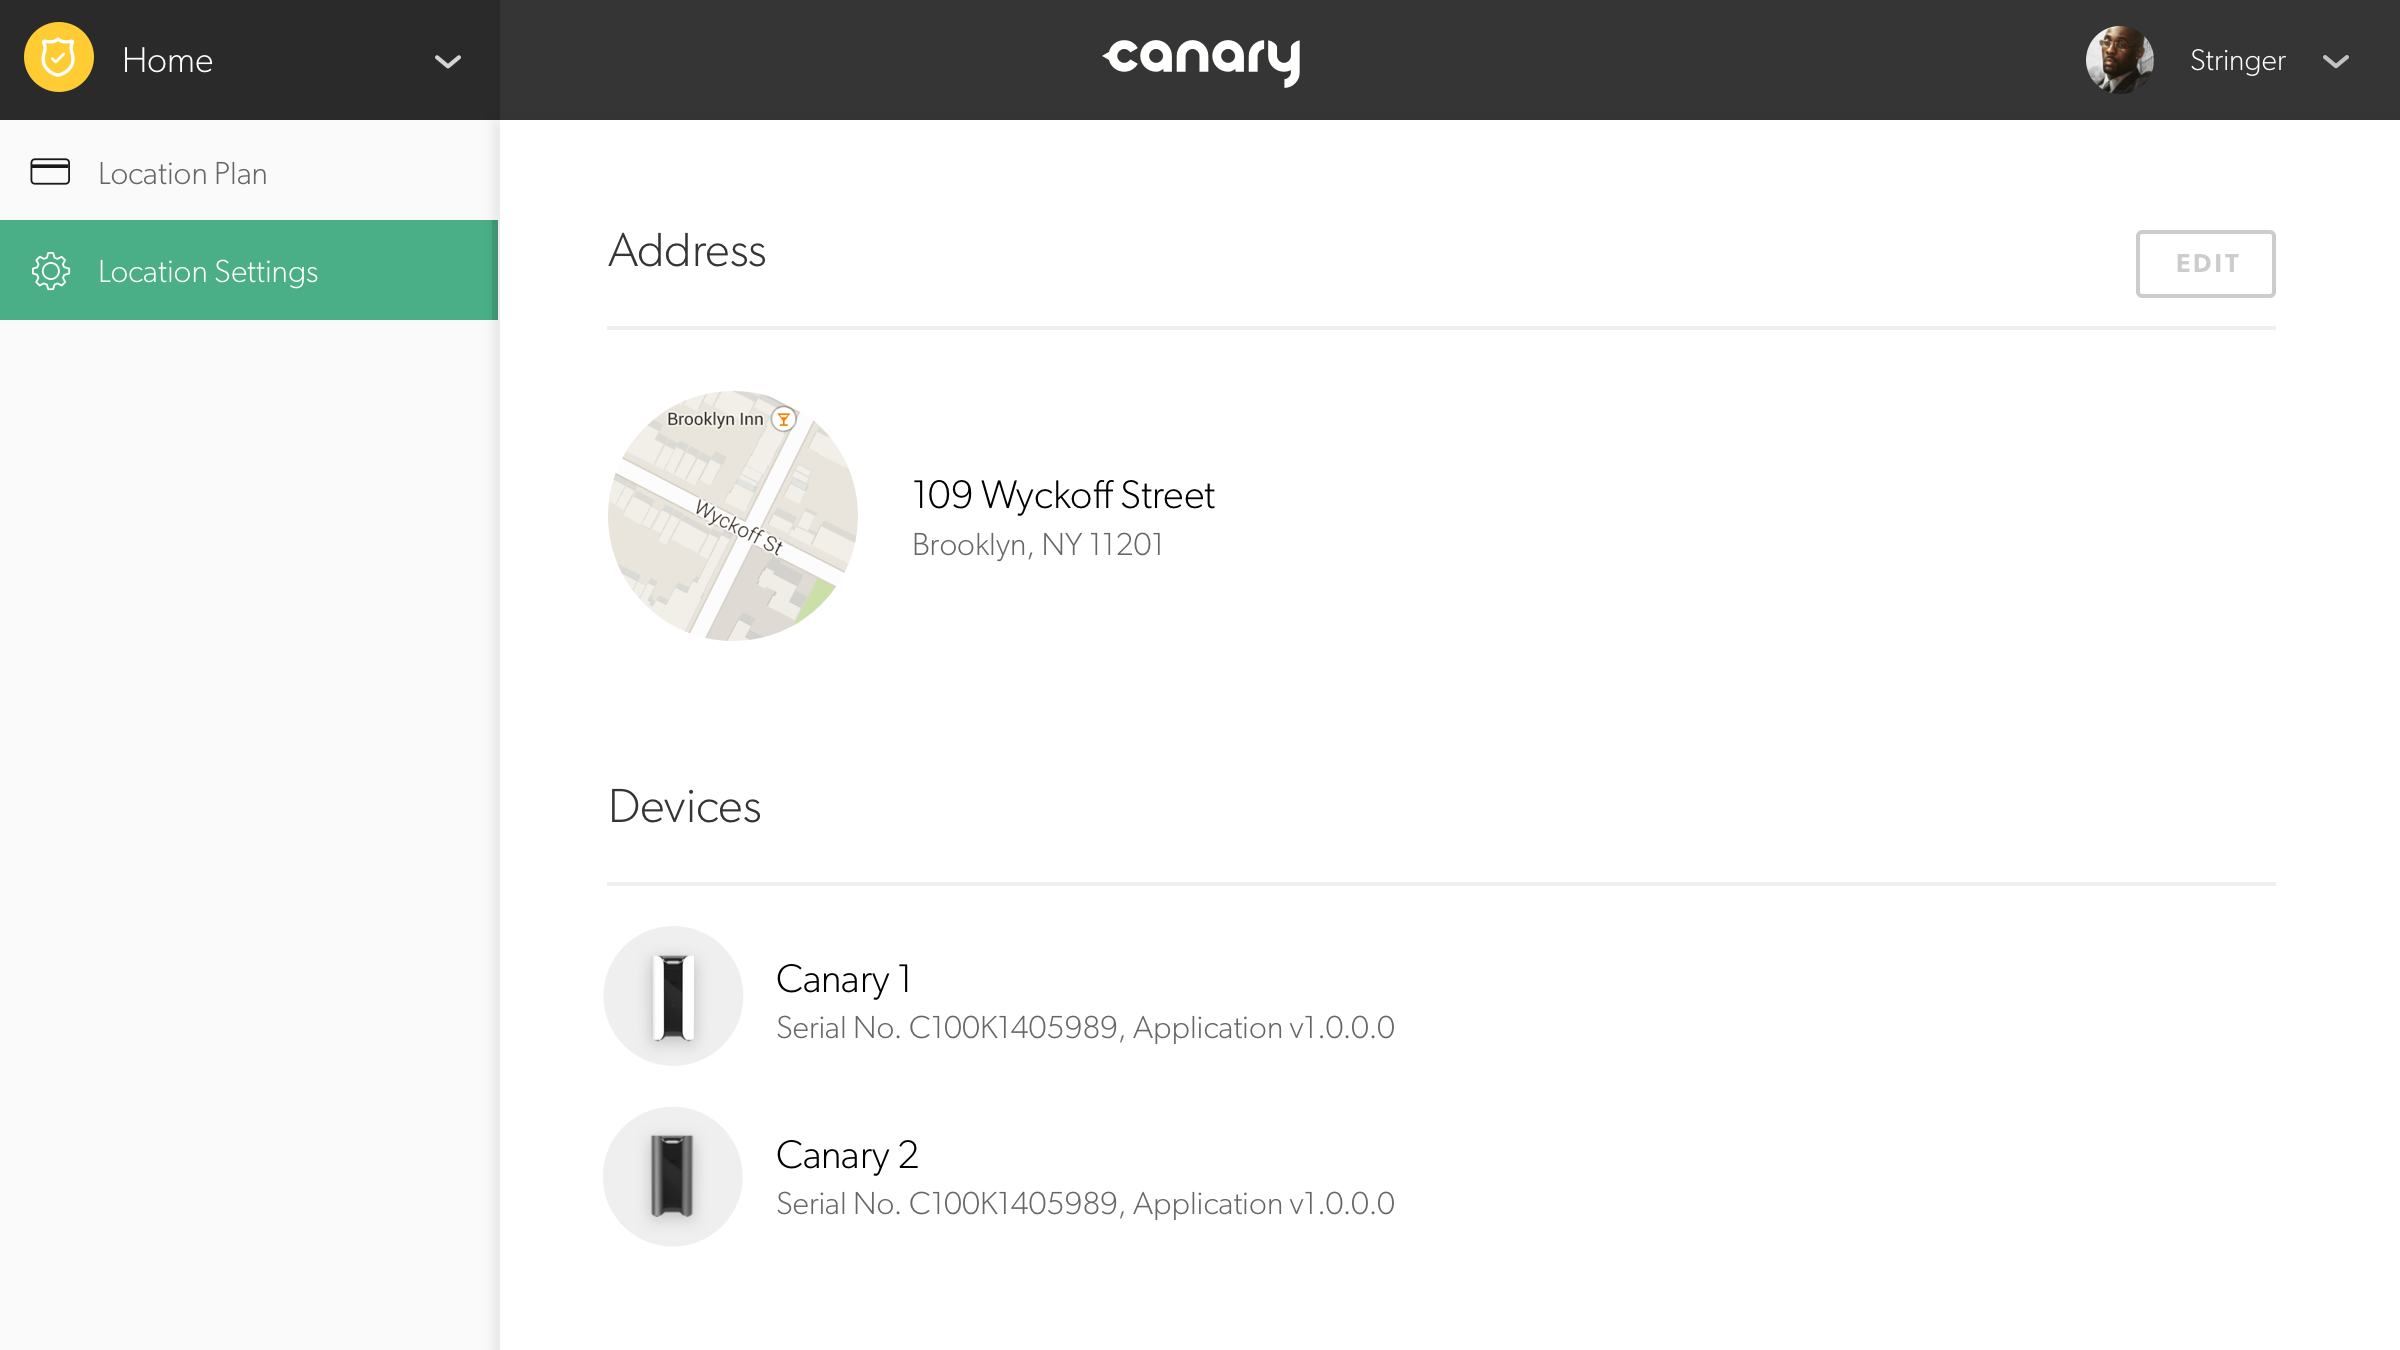 Home
canary
Stringer
Location Plan
Location Settings
Address
EDIT
Brooklyn Inn
Wyckoff St
109 Wyckoff Street
Brooklyn, NY 11201
Devices
Canary 1
Serial No. C100K1405989, Application v1.0.0.0
Canary 2
Serial No. C100K1405989, Application v1.0.0.0